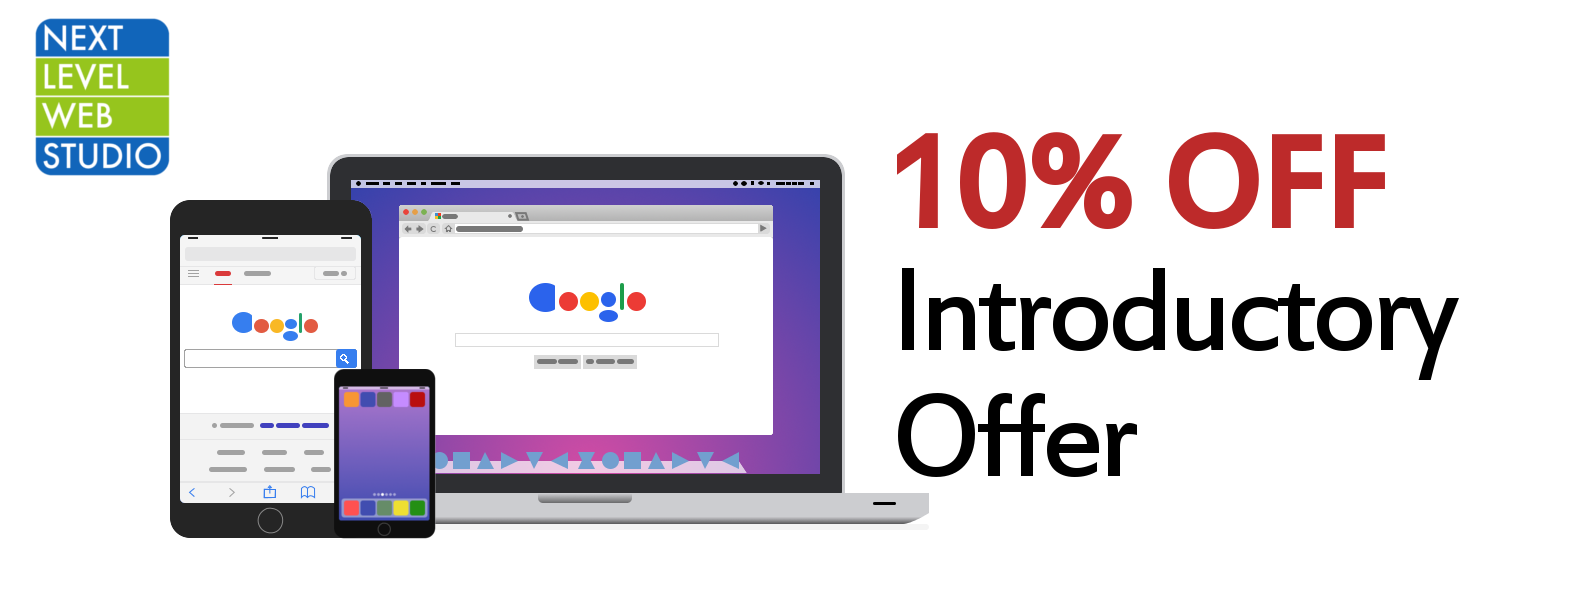 NEXT
LEVEL
WEB
STUDIO
10% OFF
Introductory
Offer